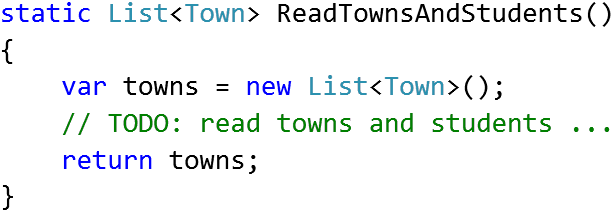 static List<Town> ReadTownsAndStudents()
{
    var towns = new List<Town>();
    // TODO: read towns and students ...
    return towns;
}